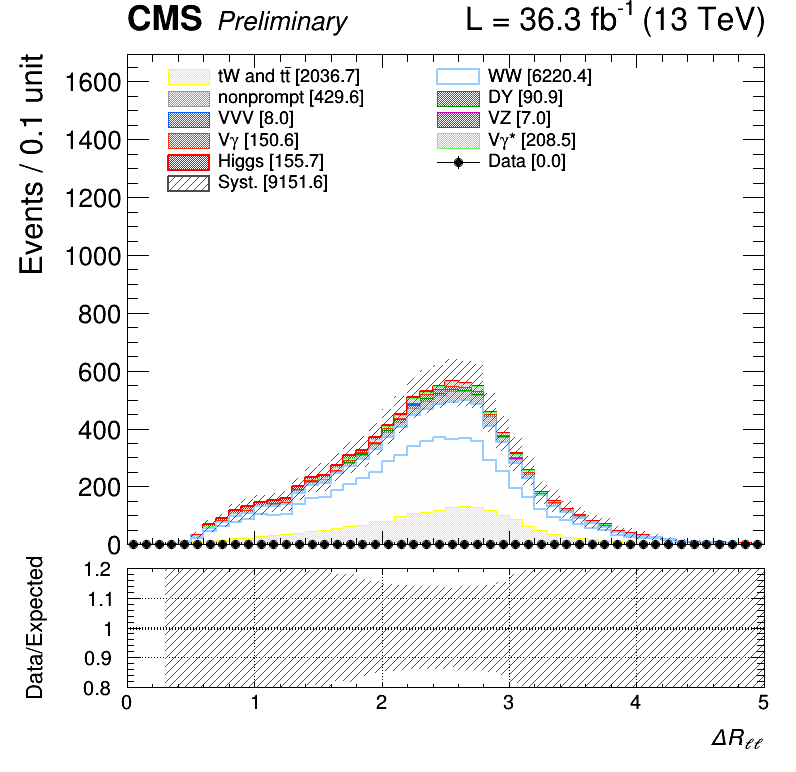 CMS Preliminary L = 36.3 fb⁻¹ (13 TeV)
Events / 0.1 unit
1600
1400
1200
1000
800
600
400
200
0
tW and tt̅ [2036.7]
nonprompt [429.6]
VVV [8.0]
Vγ [150.6]
Higgs [155.7]
Syst. [9151.6]
WW [6220.4]
DY [90.9]
VZ [7.0]
Vγ* [208.5]
Data [0.0]
Data/Expected
1.2
1.1
1
0.9
0.8
0 1 2 3 4 5
ΔR_ℓℓ